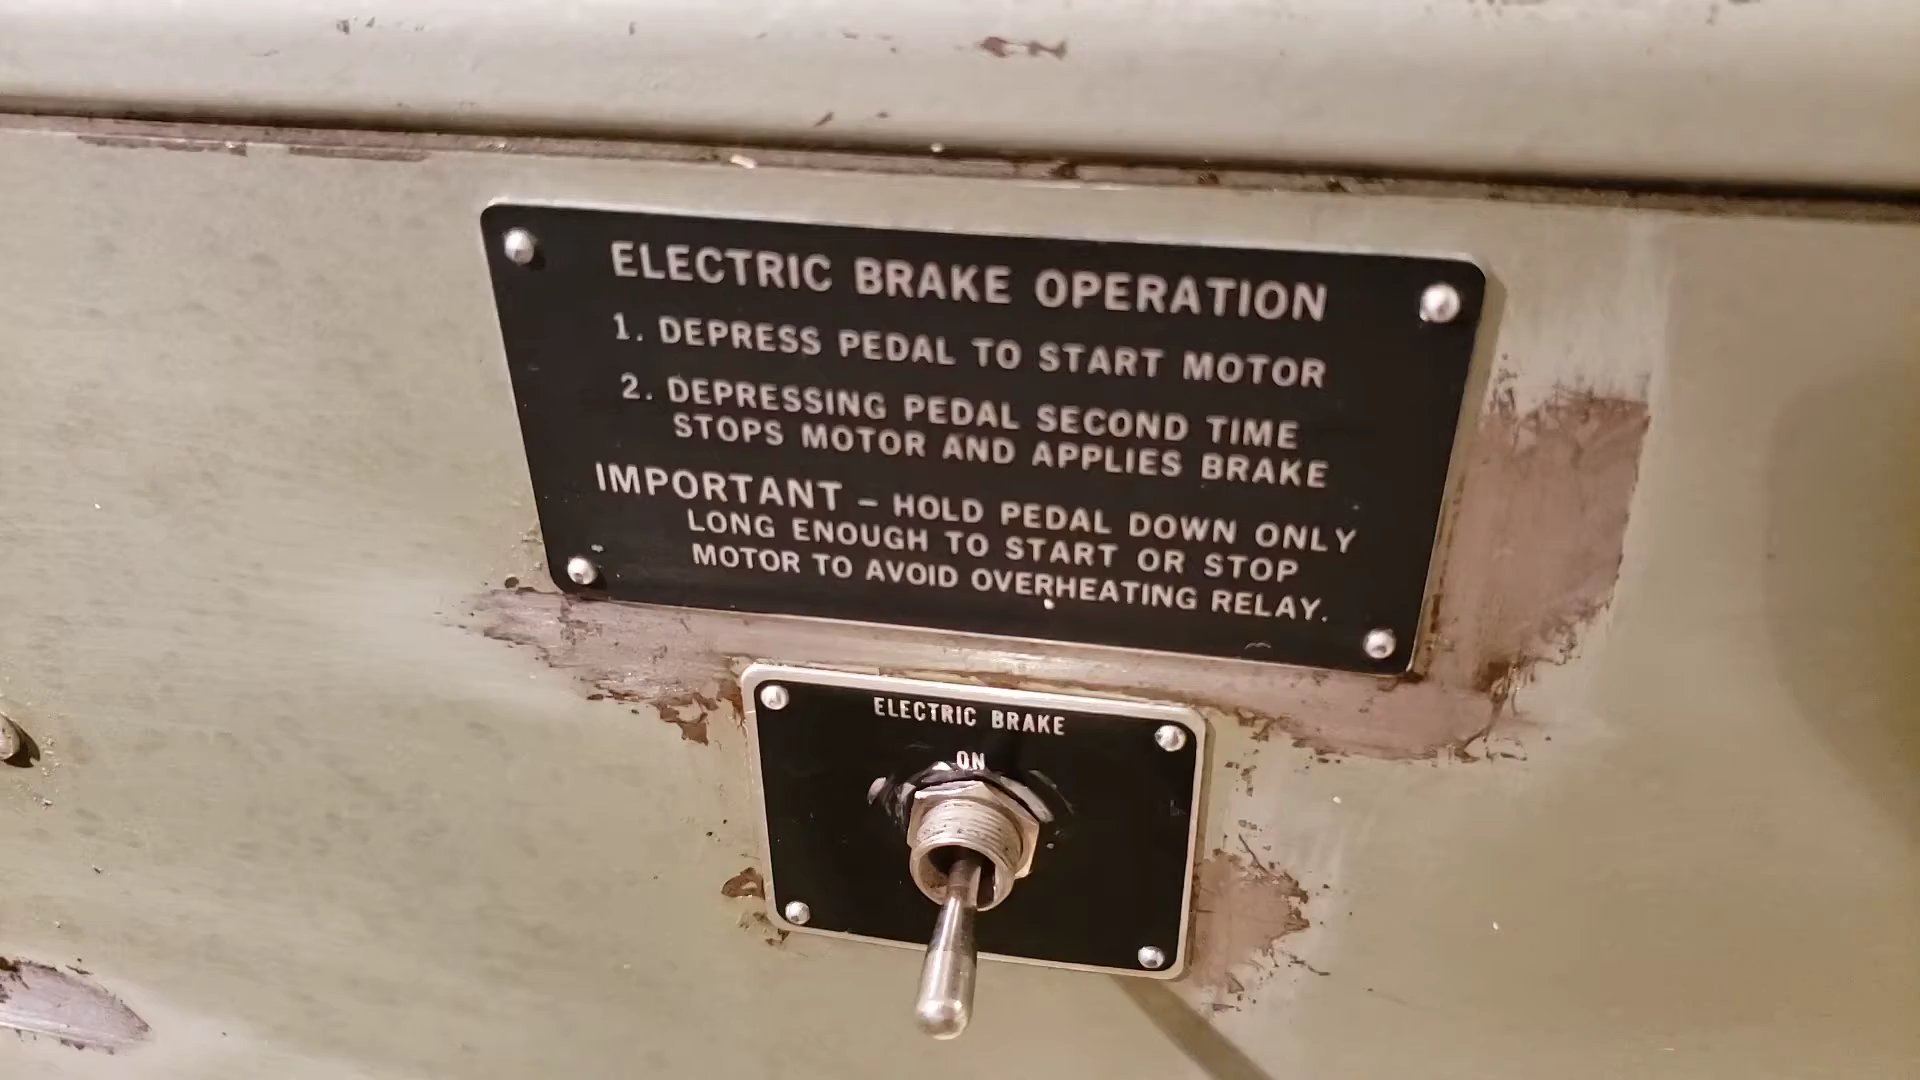 ELECTRIC BRAKE OPERATION
1. DEPRESS PEDAL TO START MOTOR
2. DEPRESSING PEDAL SECOND TIME
STOPS MOTOR AND APPLIES BRAKE
IMPORTANT – HOLD PEDAL DOWN ONLY
LONG ENOUGH TO START OR STOP
MOTOR TO AVOID OVERHEATING RELAY.
ELECTRIC BRAKE
ON